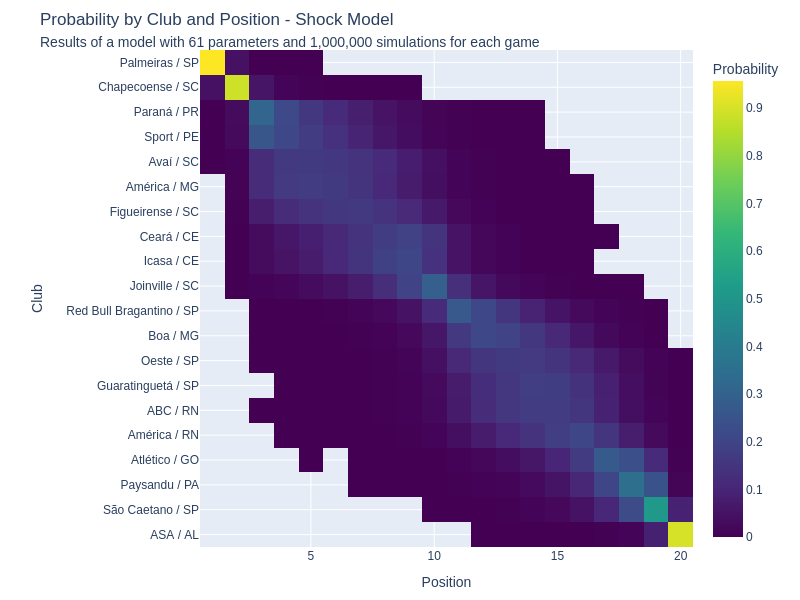 Probability by Club and Position - Shock Model
Results of a model with 61 parameters and 1,000,000 simulations for each game
Probability
Palmeiras / SP
Chapecoense / SC
Paraná / PR
Sport / PE
Avaí / SC
América / MG
Figueirense / SC
Ceará / CE
Icasa / CE
Joinville / SC
Red Bull Bragantino / SP
Boa / MG
Oeste / SP
Guaratinguetá / SP
ABC / RN
América / RN
Atlético / GO
Paysandu / PA
São Caetano / SP
ASA / AL
Club
5
10
15
20
Position
0.9
0.8
0.7
0.6
0.5
0.4
0.3
0.2
0.1
0